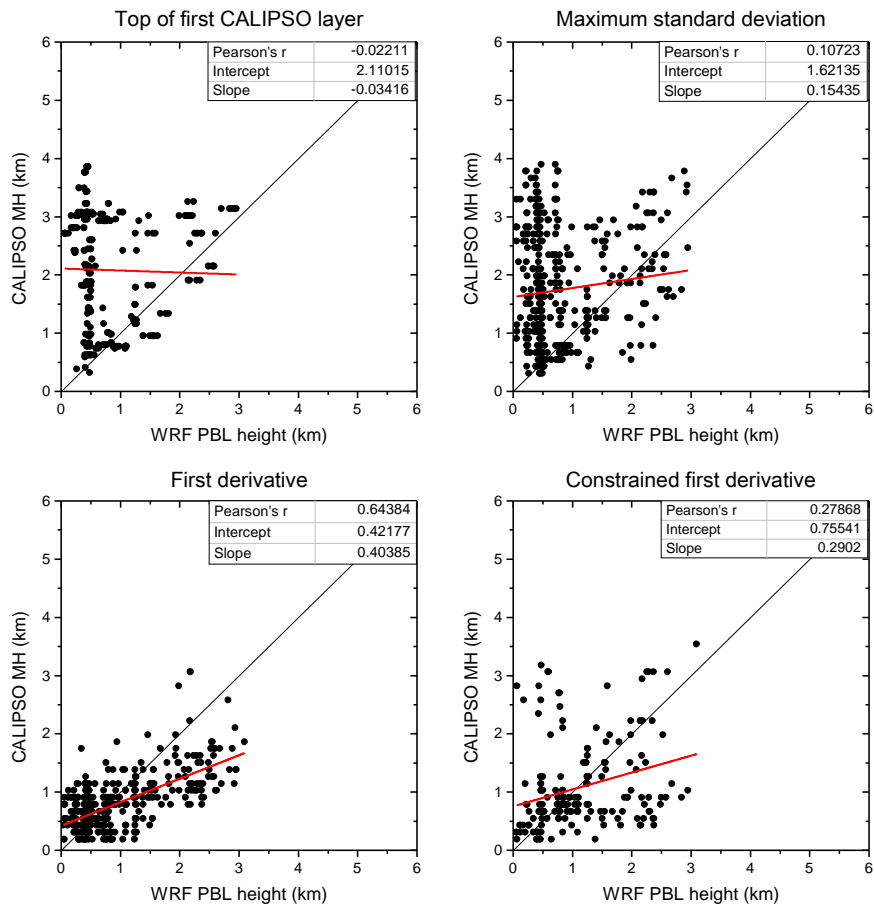 Top of first CALIPSO layer
Pearson's r -0.02211
Intercept 2.11015
Slope -0.03416
6
5
4
3
2
1
0
CALIPSO MH (km)
0 1 2 3 4 5 6
WRF PBL height (km)
Maximum standard deviation
Pearson's r 0.10723
Intercept 1.62135
Slope 0.15435
6
5
4
3
2
1
0
CALIPSO MH (km)
0 1 2 3 4 5 6
WRF PBL height (km)
First derivative
Pearson's r 0.64384
Intercept 0.42177
Slope 0.40385
6
5
4
3
2
1
0
CALIPSO MH (km)
0 1 2 3 4 5 6
WRF PBL height (km)
Constrained first derivative
Pearson's r 0.27868
Intercept 0.75541
Slope 0.2902
6
5
4
3
2
1
0
CALIPSO MH (km)
0 1 2 3 4 5 6
WRF PBL height (km)